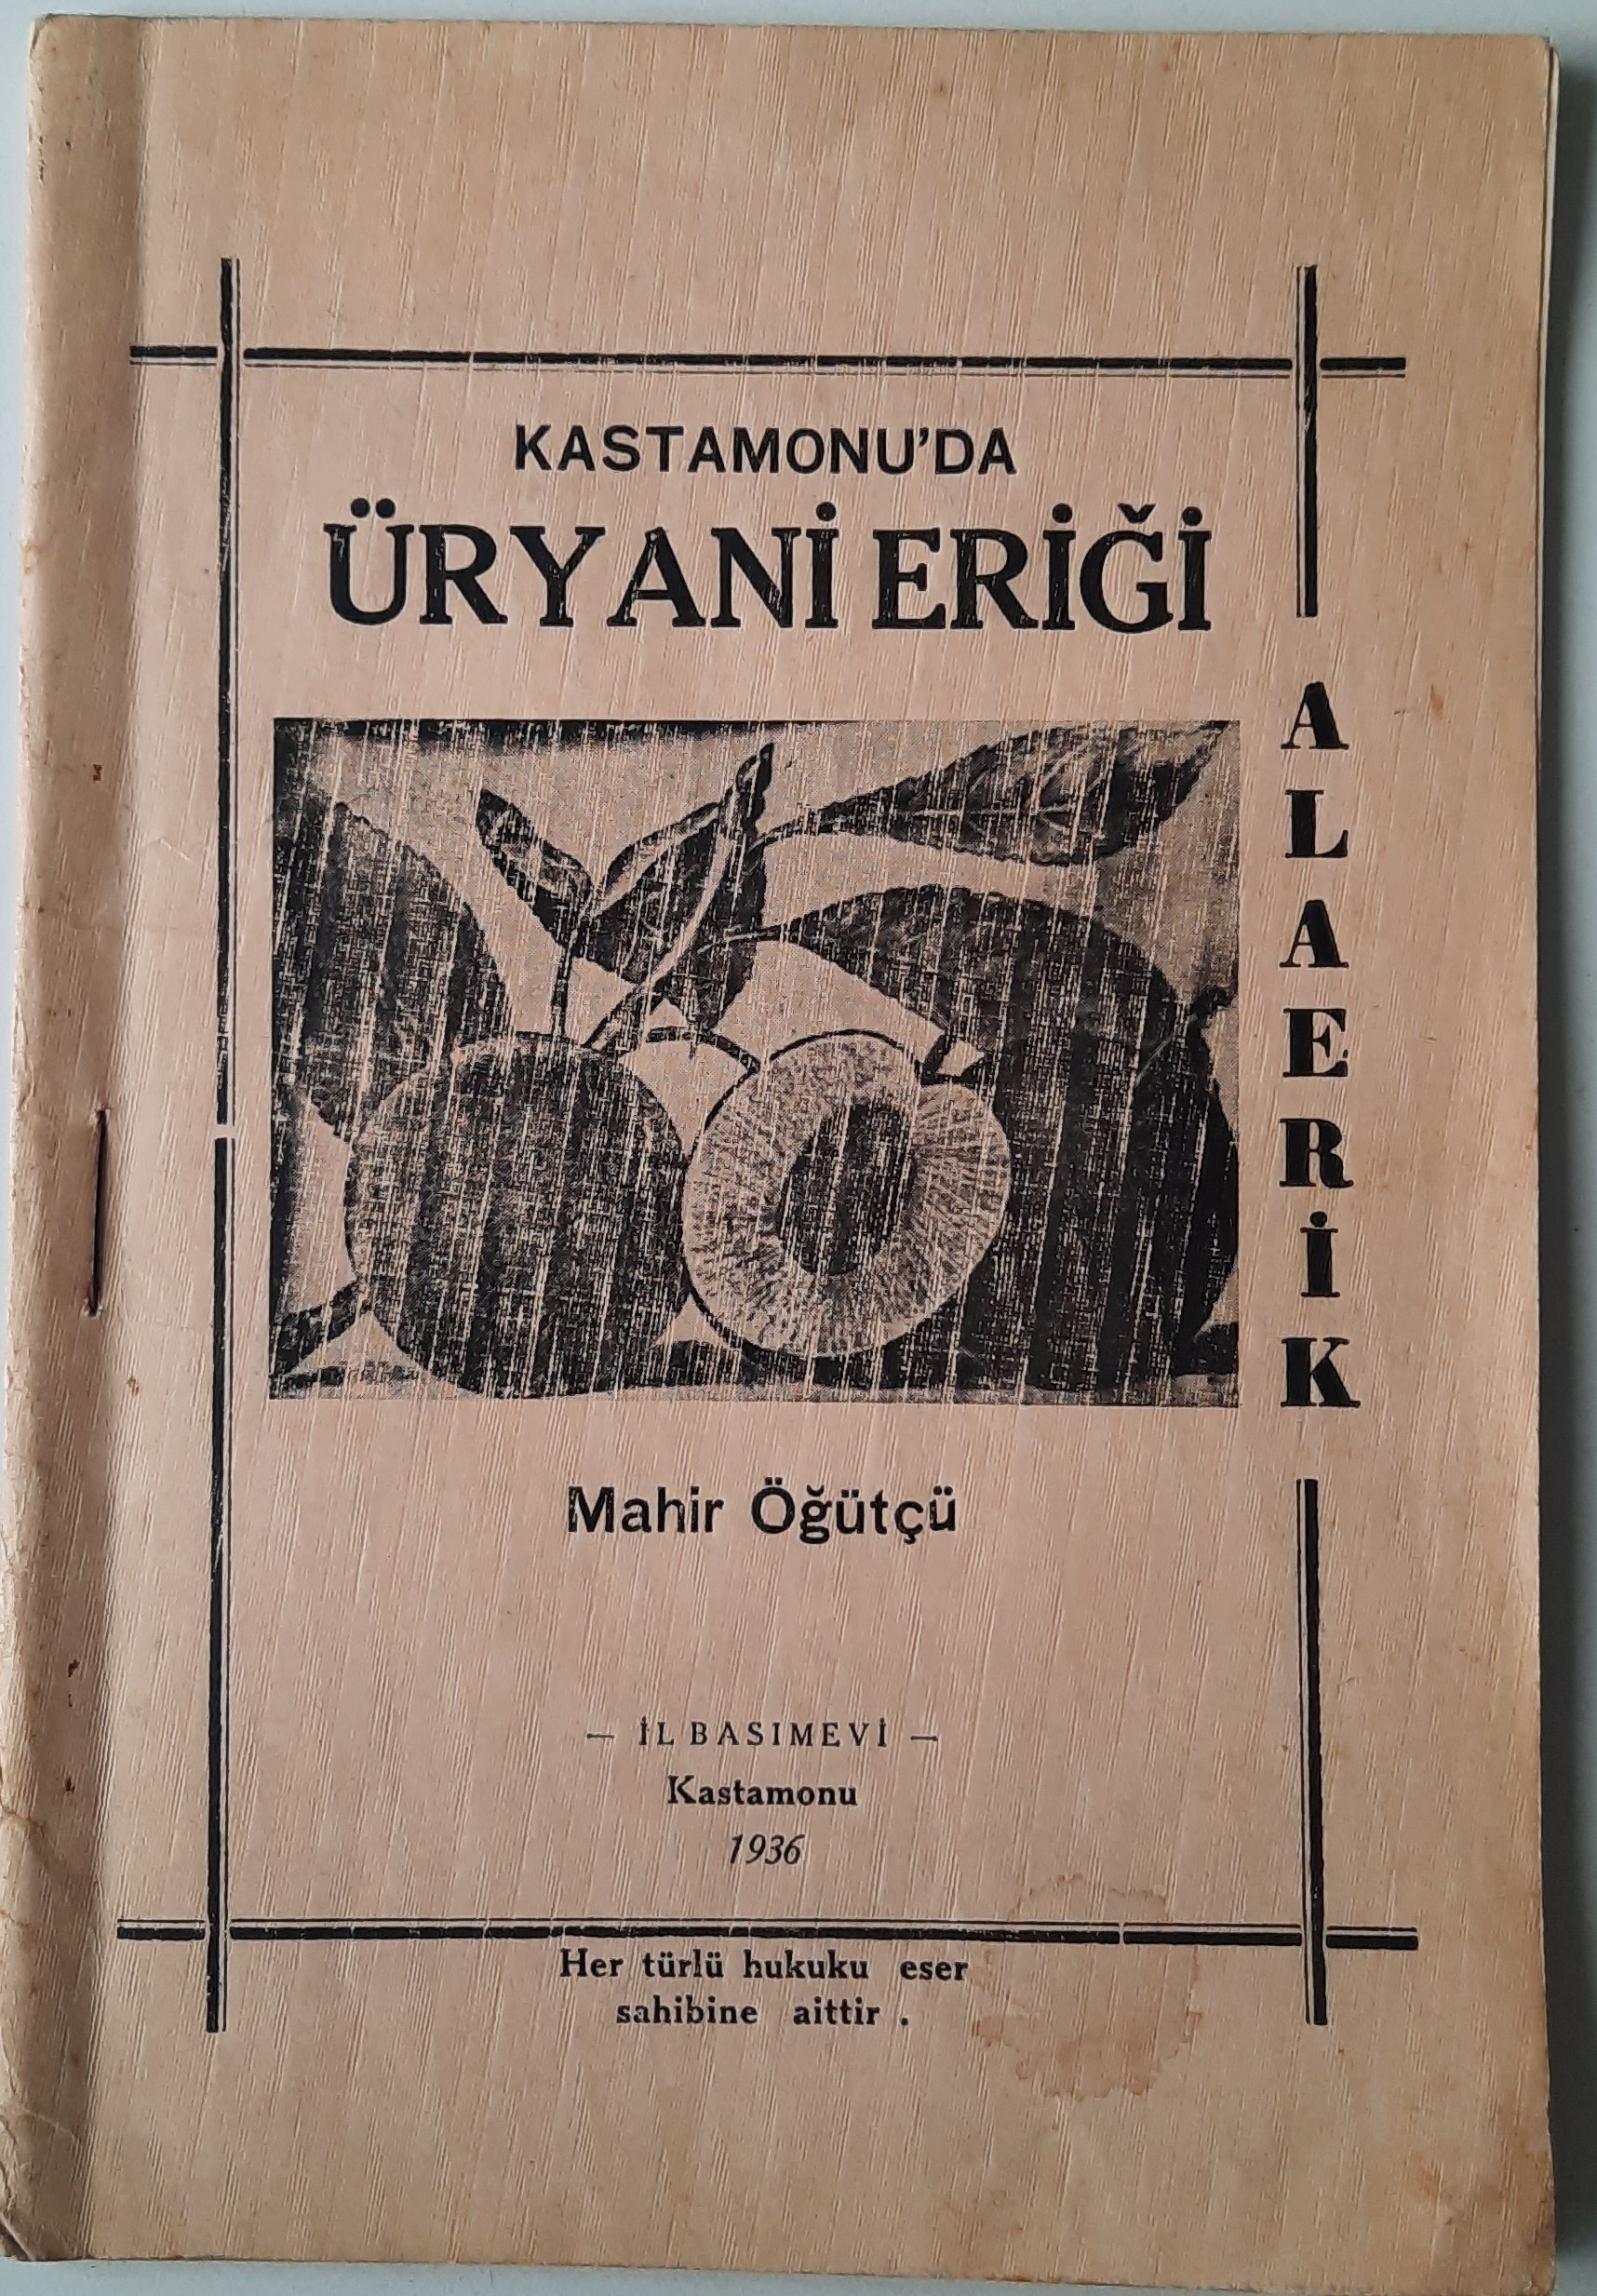 KASTAMONU'DA
ÜRYANİ ERİĞİ
ALAERİK
Mahir Öğütçü
— İL BASIMEVİ —
Kastamonu
1936
Her türlü hukuku eser
sahibine aittir .